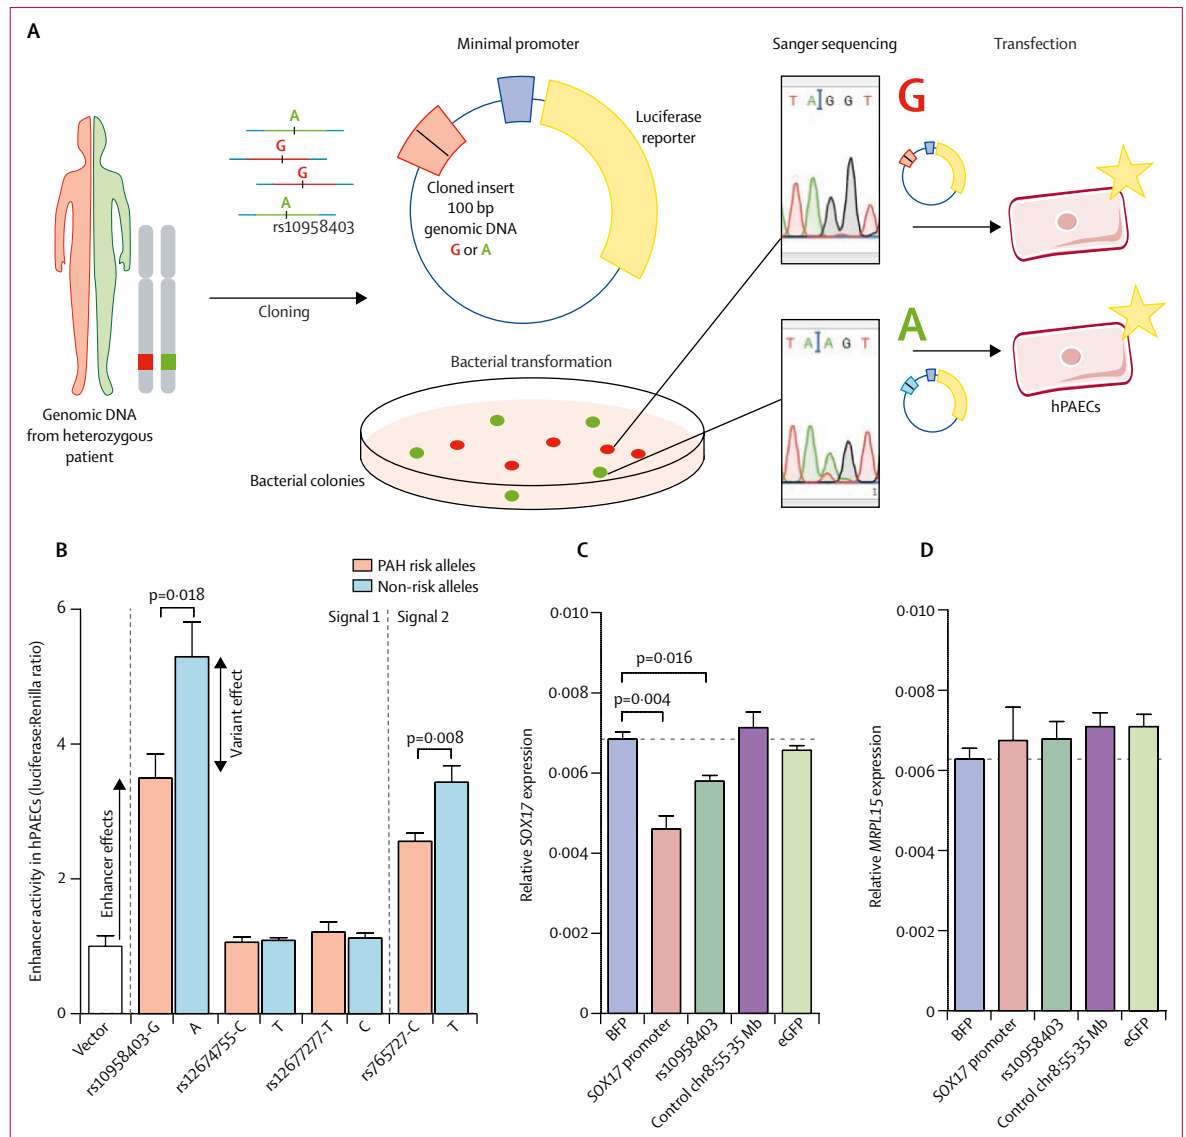 A
Minimal promoter
Sanger sequencing
Transfection
A
G
G
A
rs10958403
Luciferase
reporter
Cloned insert
100 bp
genomic DNA
G or A
Cloning
T A G G T
G
Bacterial transformation
T A A G T
1
A
hPAECs
Genomic DNA
from heterozygous
patient
Bacterial colonies
B
PAH risk alleles
Non-risk alleles
Signal 1
Signal 2
p=0·018
p=0·008
Variant effect
Enhancer effects
Enhancer activity in hPAECs (luciferase:Renilla ratio)
6
4
2
0
Vector
rs10958403-G
A
rs12674755-C
T
rs12677277-T
C
rs765727-C
T
C
p=0·016
p=0·004
Relative SOX17 expression
0·010
0·008
0·006
0·004
0·002
0
BFP
SOX17 promoter
rs10958403
Control chr8:55·35 Mb
eGFP
D
Relative MRPL15 expression
0·010
0·008
0·006
0·004
0·002
0
BFP
SOX17 promoter
rs10958403
Control chr8:55·35 Mb
eGFP